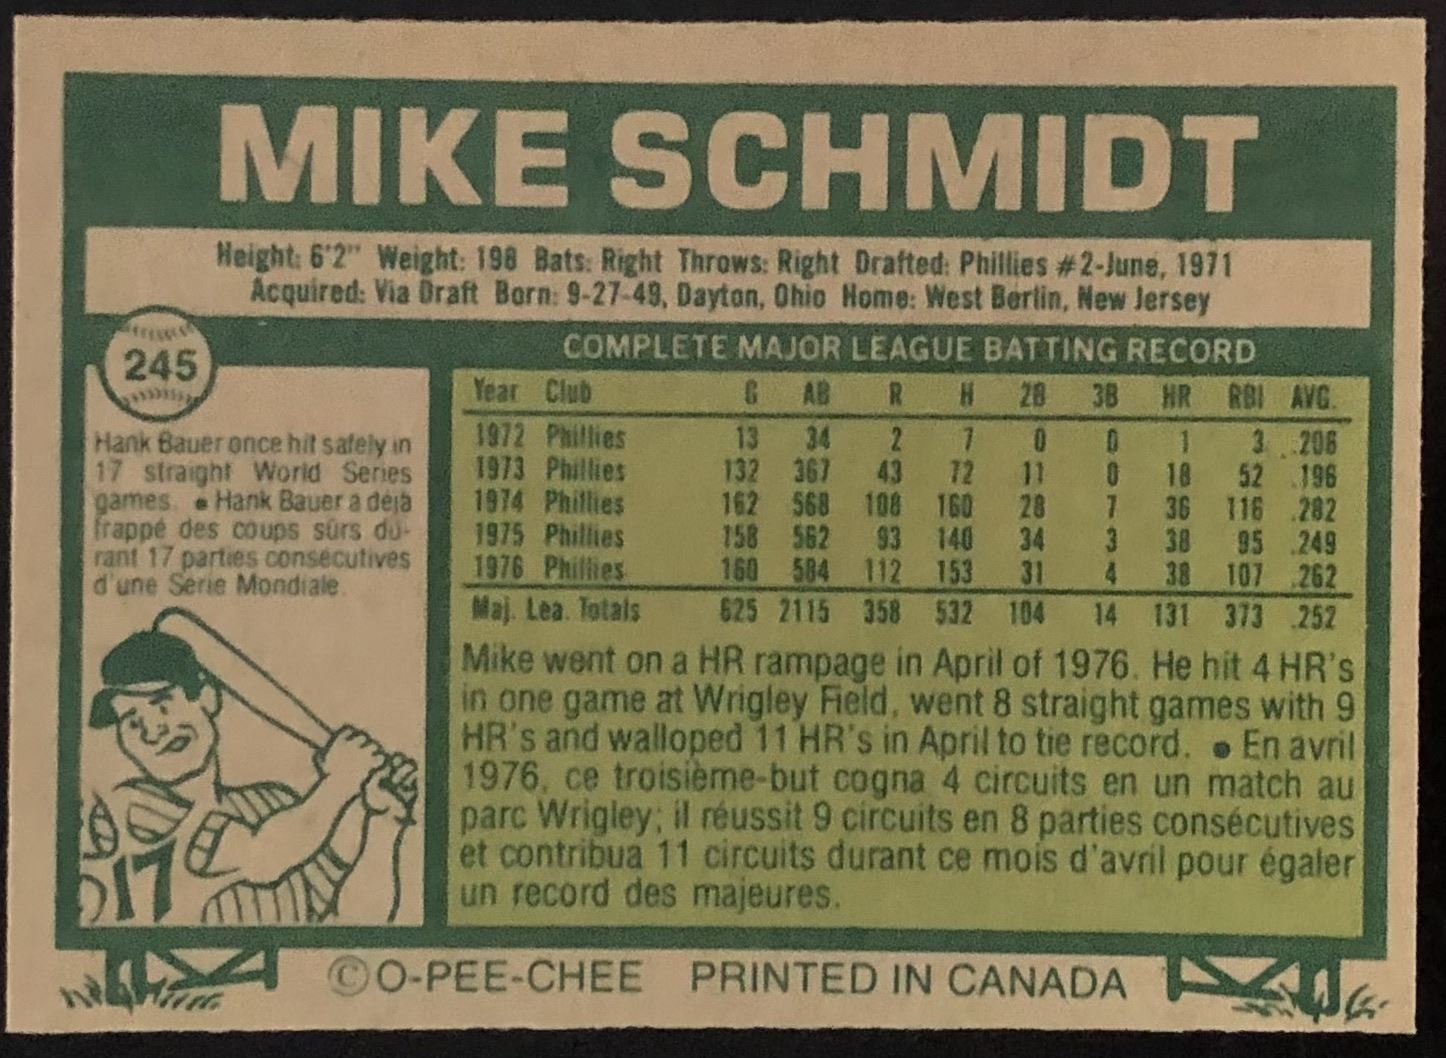 MIKE SCHMIDT
Height: 6'2" Weight: 198 Bats: Right Throws: Right Drafted: Phillies #2-June, 1971
Acquired: Via Draft Born: 9-27-49, Dayton, Ohio Home: West Berlin, New Jersey
245
Hank Bauer once hit safely in
17 straight World Series
games. ● Hank Bauer a déjà
frappé des coups sûrs du-
rant 17 parties consécutives
d'une Série Mondiale.
17
COMPLETE MAJOR LEAGUE BATTING RECORD
Year Club G AB R H 2B 3B HR RBI AVG.
1972 Phillies 13 34 2 7 0 0 1 3 .206
1973 Phillies 132 367 43 72 11 0 18 52 .196
1974 Phillies 162 568 108 160 28 7 36 116 .282
1975 Phillies 158 562 93 140 34 3 38 95 .249
1976 Phillies 160 584 112 153 31 4 38 107 .262
Maj. Lea. Totals 625 2115 358 532 104 14 131 373 .252
Mike went on a HR rampage in April of 1976. He hit 4 HR's
in one game at Wrigley Field, went 8 straight games with 9
HR's and walloped 11 HR's in April to tie record. ● En avril
1976, ce troisième-but cogna 4 circuits en un match au
parc Wrigley; il réussit 9 circuits en 8 parties consécutives
et contribua 11 circuits durant ce mois d'avril pour égaler
un record des majeures.
©O-PEE-CHEE PRINTED IN CANADA